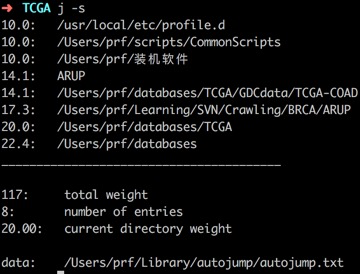 ➜ TCGA j -s
10.0: /usr/local/etc/profile.d
10.0: /Users/prf/scripts/CommonScripts
10.0: /Users/prf/装机软件
14.1: ARUP
14.1: /Users/prf/databases/TCGA/GDCdata/TCGA-COAD
17.3: /Users/prf/Learning/SVN/Crawling/BRCA/ARUP
20.0: /Users/prf/databases/TCGA
22.4: /Users/prf/databases
________________________________________
117: total weight
8: number of entries
20.00: current directory weight
data: /Users/prf/Library/autojump/autojump.txt